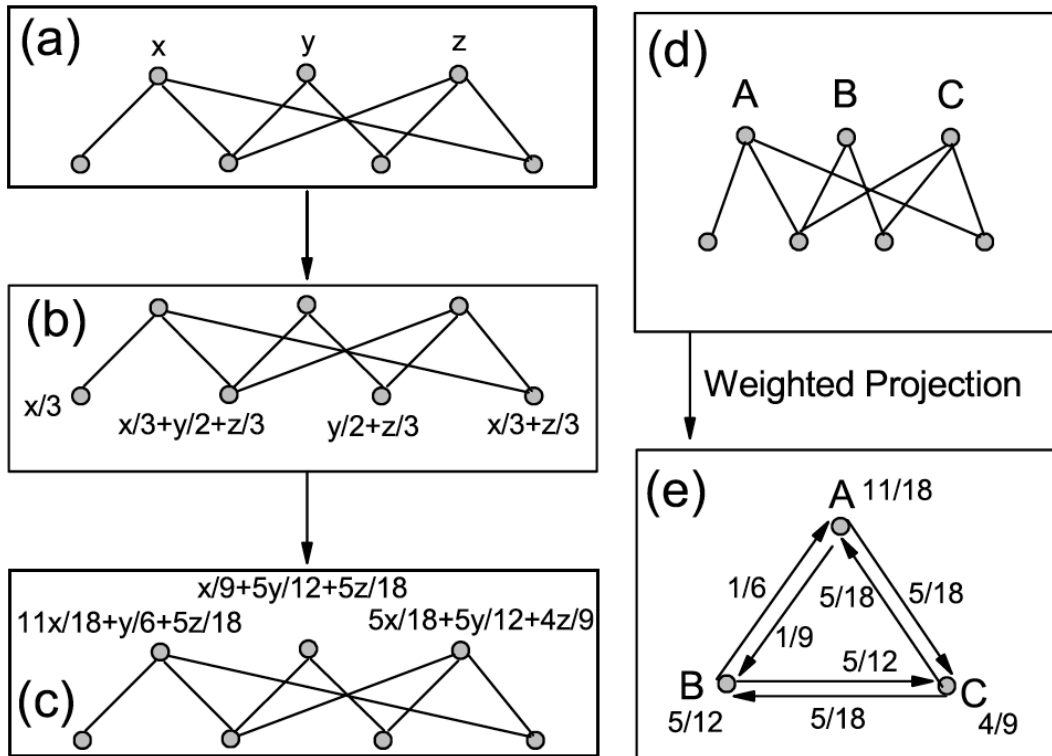 (a)
x y z
(b)
x/3
x/3+y/2+z/3
y/2+z/3
x/3+z/3
x/9+5y/12+5z/18
11x/18+y/6+5z/18
5x/18+5y/12+4z/9
(c)
(d)
A B C
Weighted Projection
(e)
A 11/18
1/6
5/18
5/18
1/9
5/12
B
C
5/12
5/18
4/9